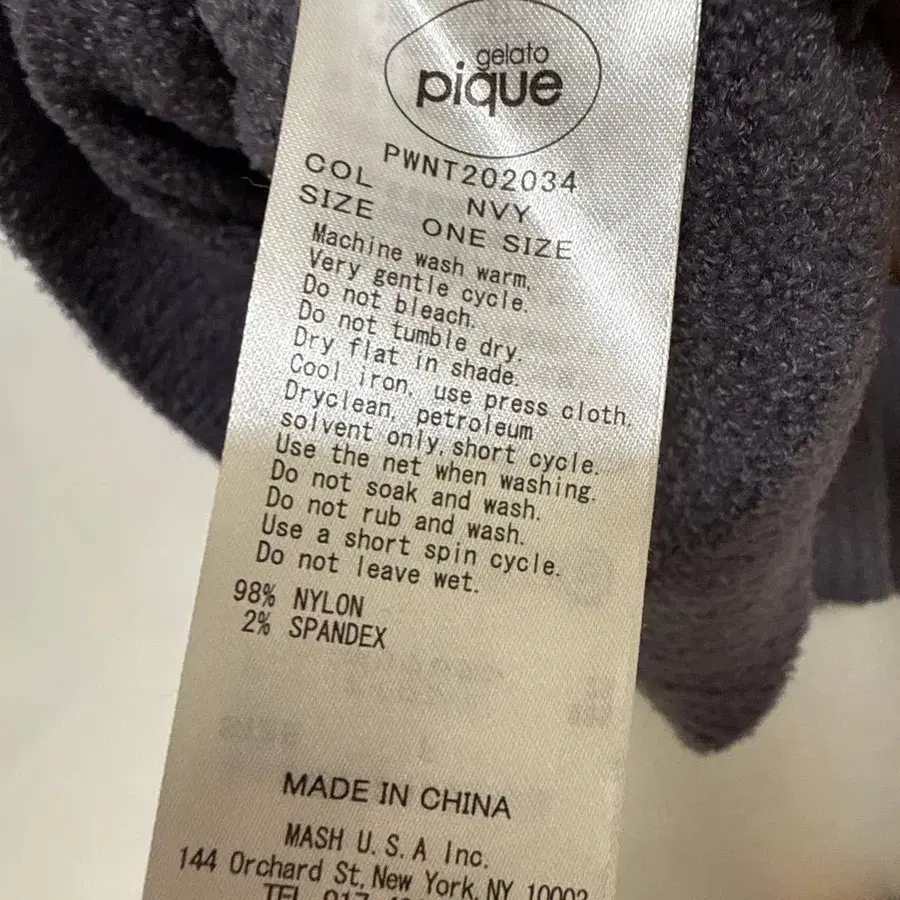 gelato
pique
PWNT202034
COL NVY
SIZE ONE SIZE
Machine wash warm,
Very gentle cycle.
Do not bleach.
Do not tumble dry.
Dry flat in shade.
Cool iron, use press cloth.
Dryclean, petroleum
solvent only, short cycle.
Use the net when washing.
Do not soak and wash.
Do not rub and wash.
Use a short spin cycle.
Do not leave wet.
98% NYLON
2% SPANDEX
MADE IN CHINA
MASH U.S.A Inc.
144 Orchard St, New York, NY 10002
TEL